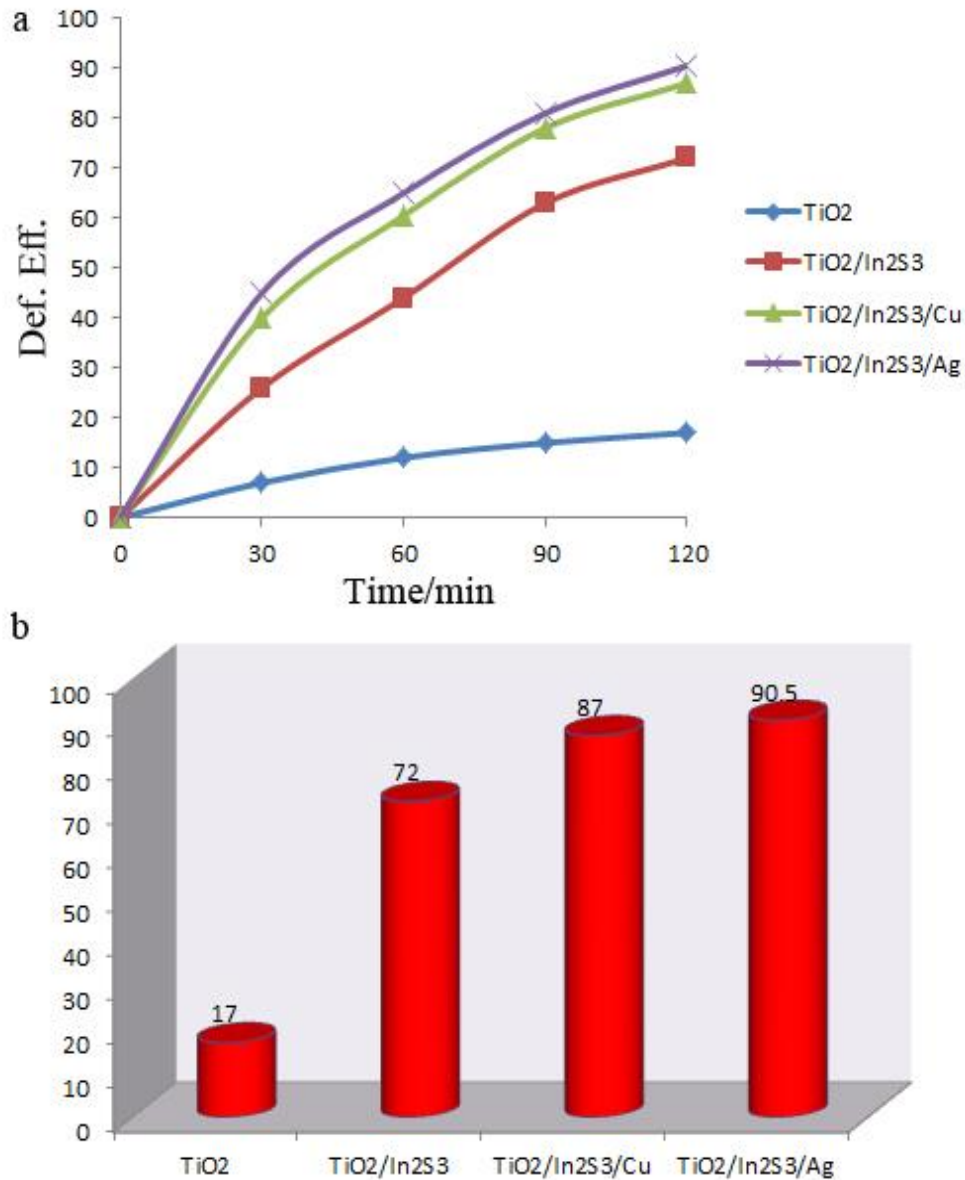 a
100
90
80
70
60
50
40
30
20
10
0
Def. Eff.
0 30 60 90 120
Time/min
TiO2
TiO2/In2S3
TiO2/In2S3/Cu
TiO2/In2S3/Ag
b
100
90
80
70
60
50
40
30
20
10
0
17
72
87
90.5
TiO2 TiO2/In2S3 TiO2/In2S3/Cu TiO2/In2S3/Ag